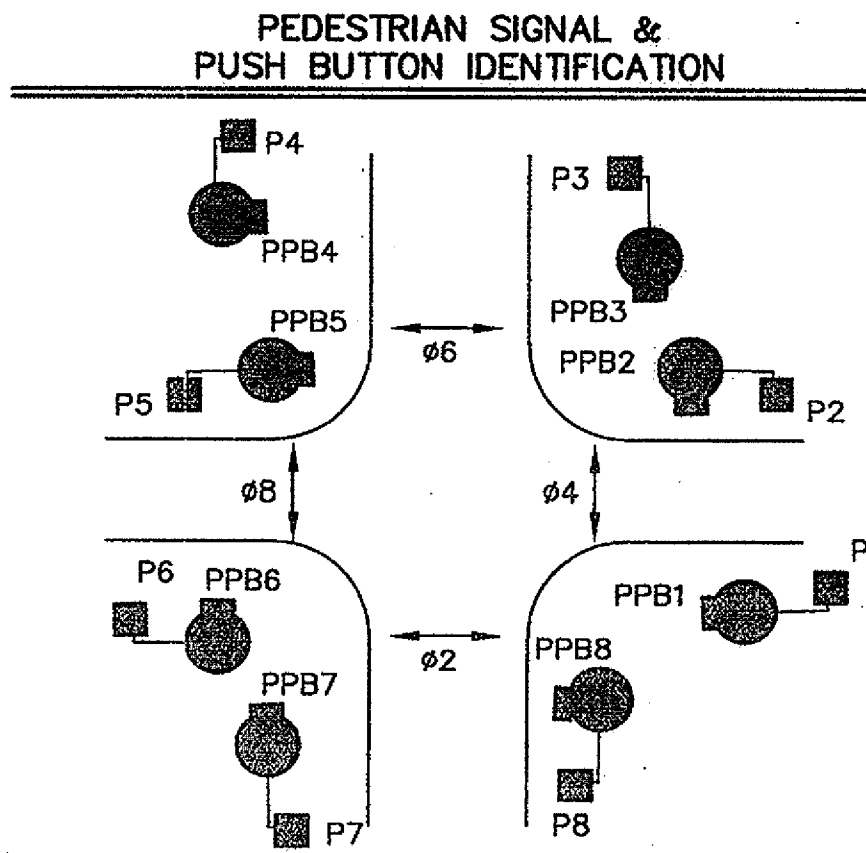 PEDESTRIAN SIGNAL &
PUSH BUTTON IDENTIFICATION
P4
P3
PPB4
PPB3
PPB5
PPB2
ø6
P5
P2
ø8
ø4
P6
PPB6
PPB1
P
ø2
PPB8
PPB7
P8
P7